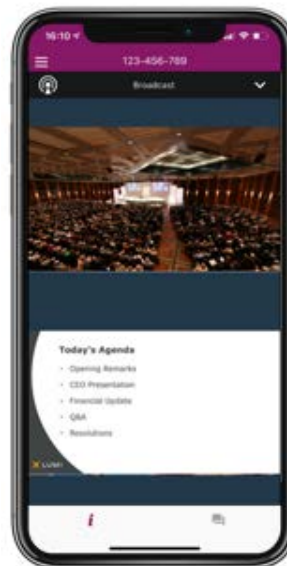 16:10
123-456-789
Broadcast
Today's Agenda
• Opening Remarks
• CEO Presentation
• Financial Update
• Q&A
• Resolutions
LUMI
i